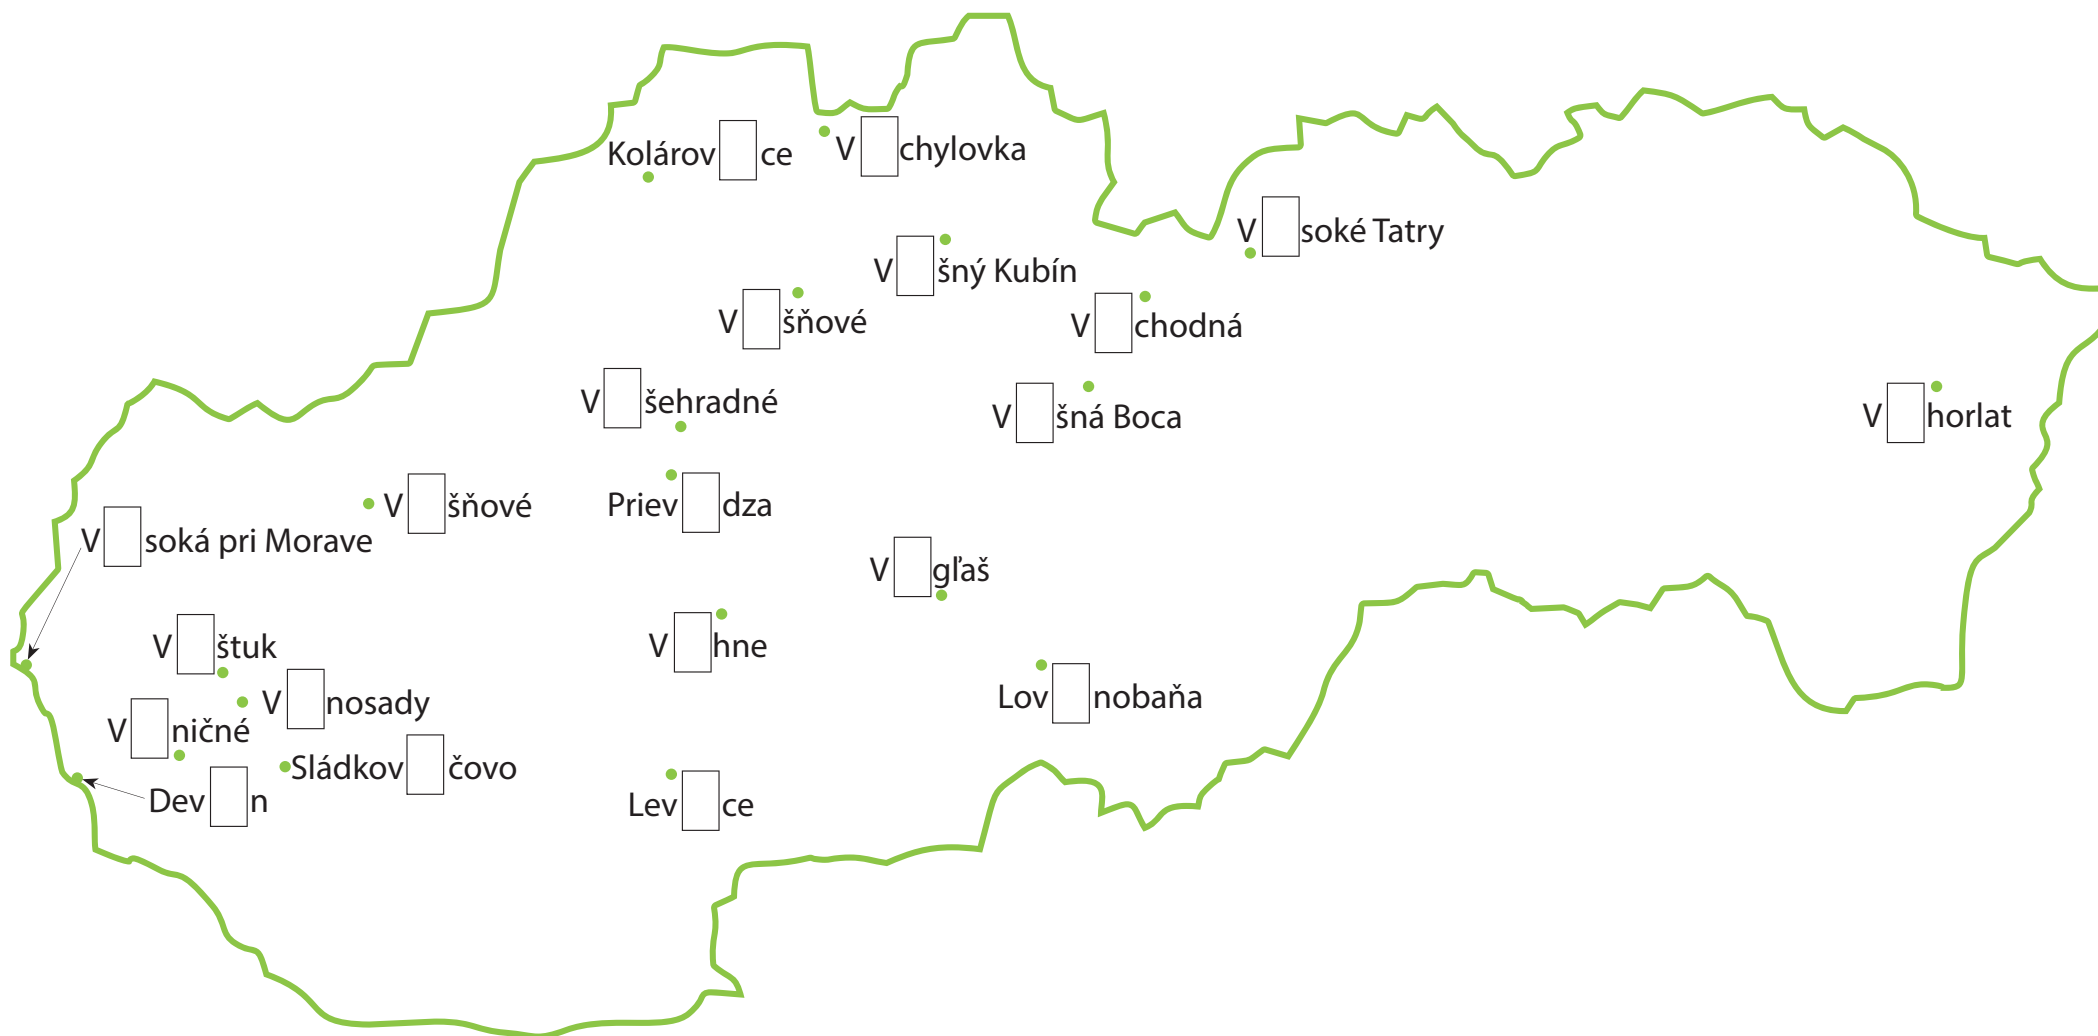 Kolárov ce
V chylovka
V soké Tatry
V šný Kubín
V šňové
V chodná
V šehradné
V šná Boca
V horlat
V šňové
Priev dza
V soká pri Morave
V gľaš
V štuk
V hne
V nosady
Lov nobaňa
V ničné
Sládkov čovo
Dev n
Lev ce